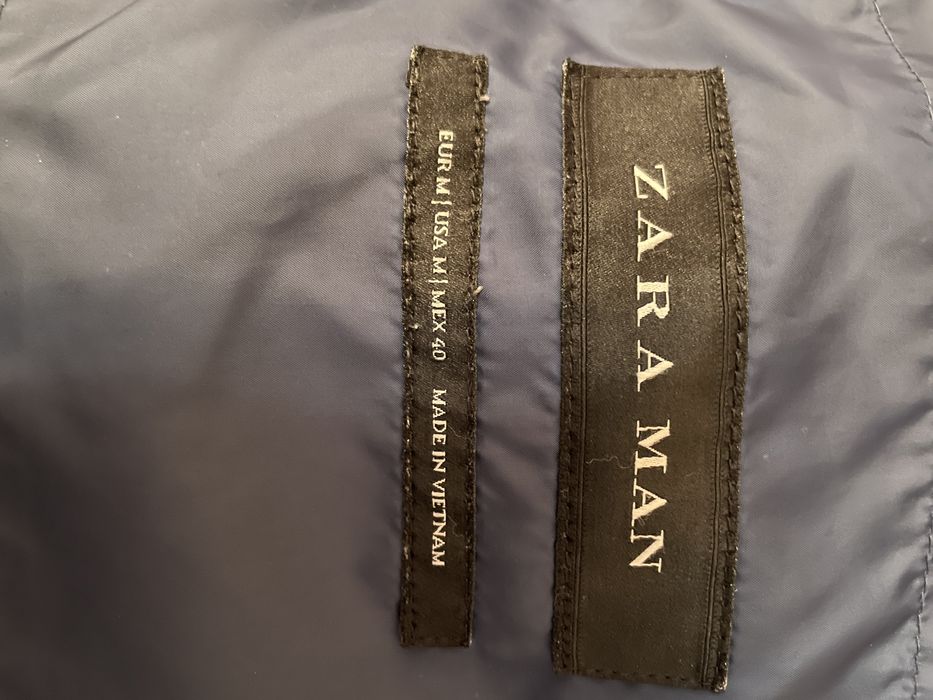 ZARA MAN
EUR M | USA M | MEX 40 MADE IN VIETNAM